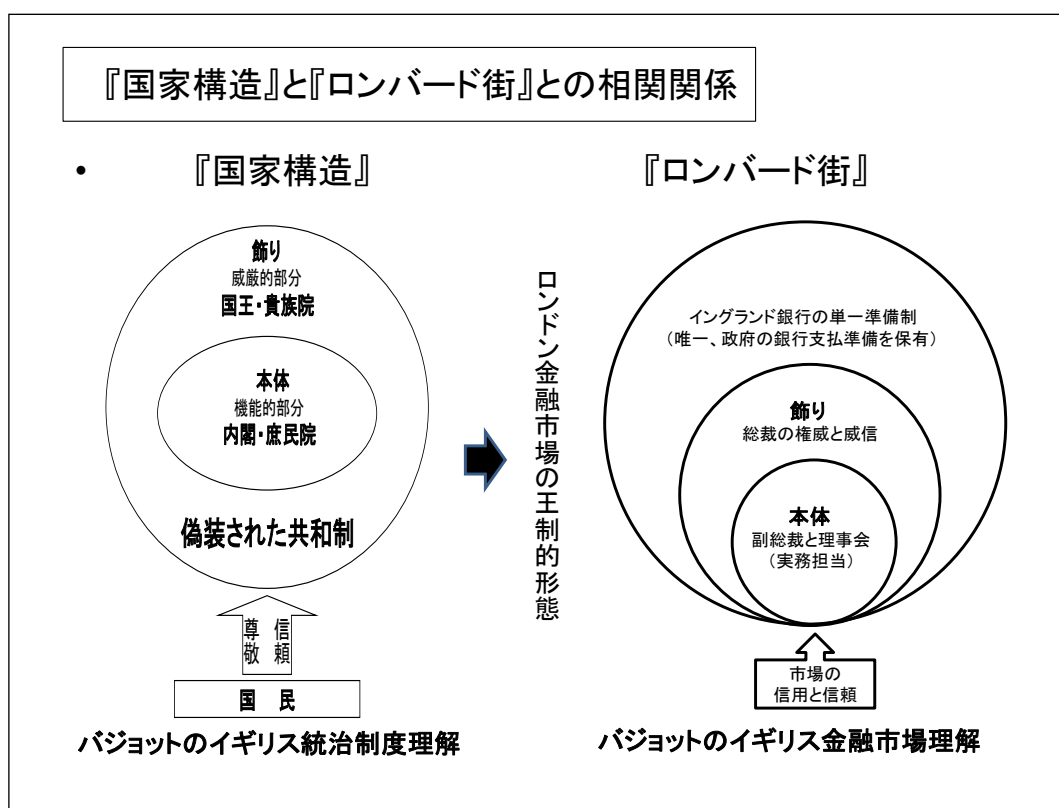 『国家構造』と『ロンバード街』との相関関係
• 『国家構造』
飾り
威厳的部分
国王・貴族院
本体
機能的部分
内閣・庶民院
偽装された共和制
尊敬 信頼
国 民
バジョットのイギリス統治制度理解
ロンドン金融市場の王制的形態
『ロンバード街』
イングランド銀行の単一準備制
(唯一、政府の銀行支払準備を保有)
飾り
総裁の権威と威信
本体
副総裁と理事会
(実務担当)
市場の
信用と信頼
バジョットのイギリス金融市場理解